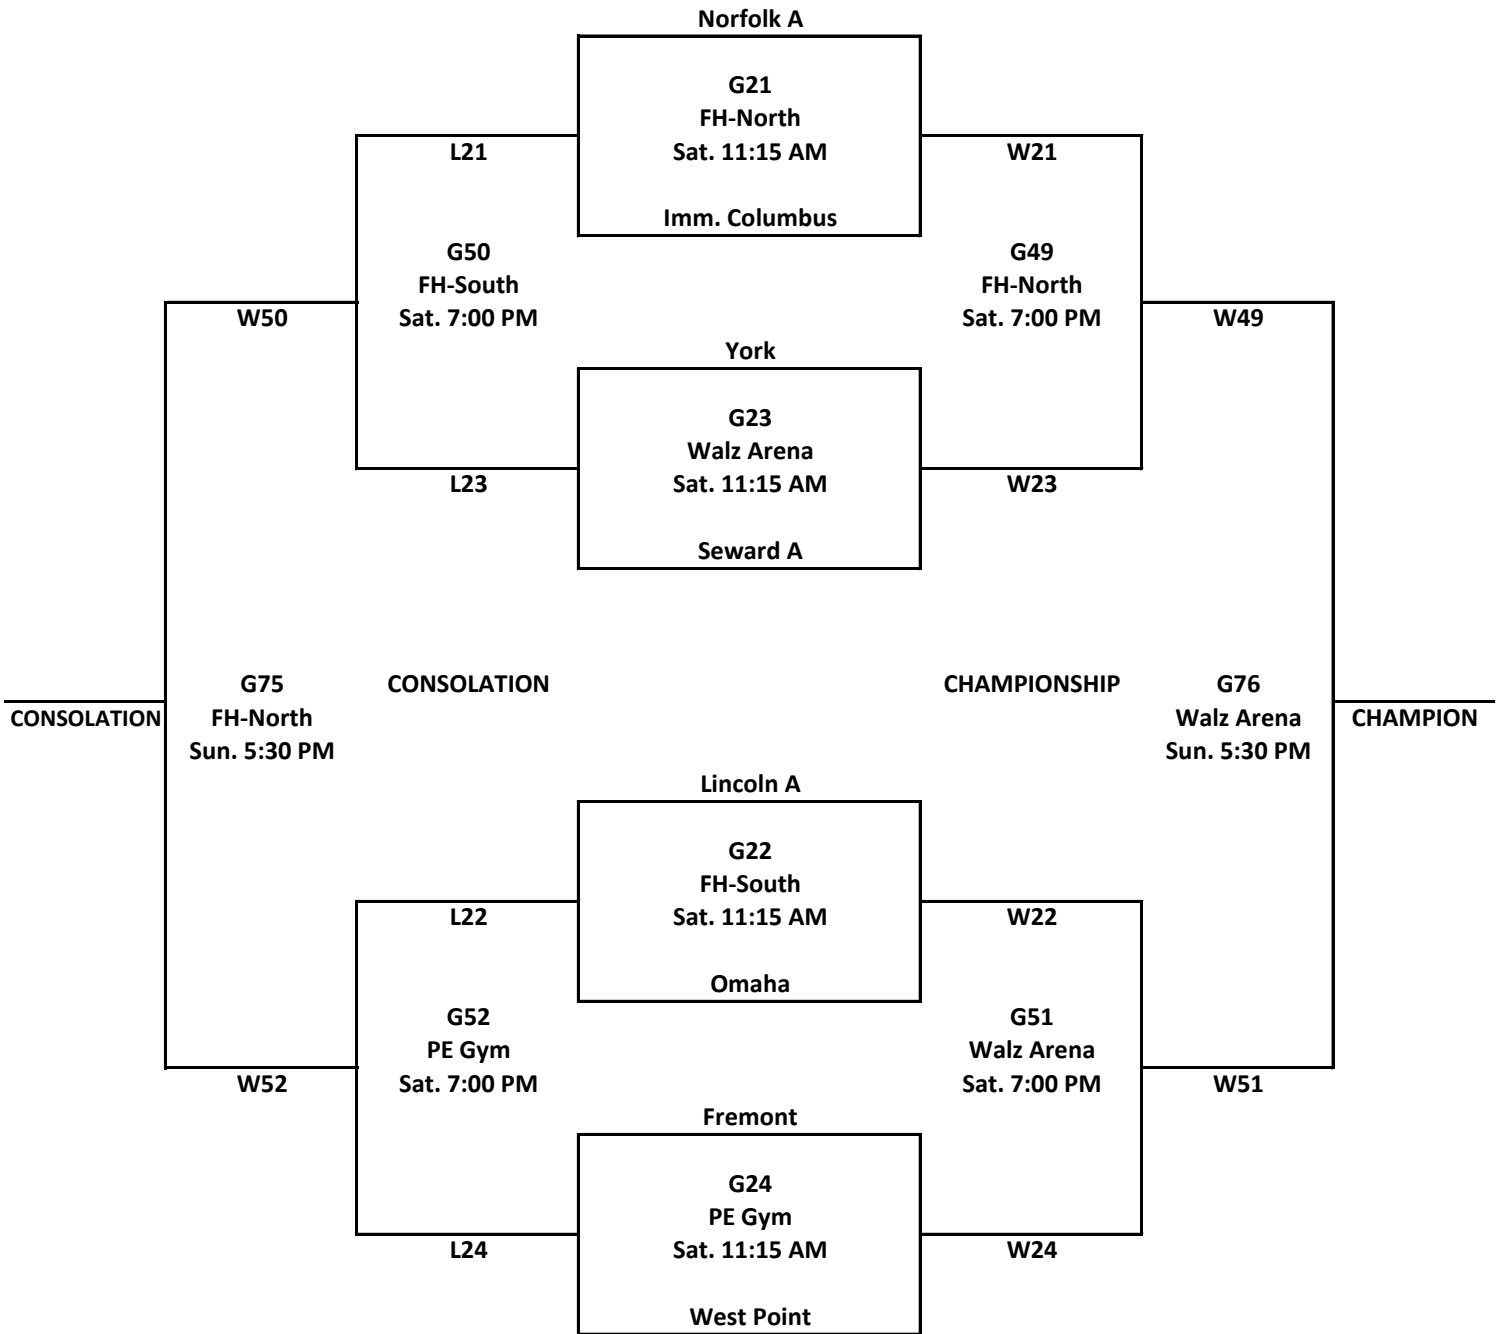 Norfolk A
G21
FH-North
L21
Sat. 11:15 AM
W21
Imm. Columbus
G50
G49
FH-South
FH-North
W50
Sat. 7:00 PM
Sat. 7:00 PM
W49
York
G23
Walz Arena
L23
Sat. 11:15 AM
W23
Seward A
G75
CONSOLATION
CHAMPIONSHIP
G76
CONSOLATION
FH-North
Walz Arena
CHAMPION
Sun. 5:30 PM
Sun. 5:30 PM
Lincoln A
G22
FH-South
L22
Sat. 11:15 AM
W22
Omaha
G52
G51
PE Gym
Walz Arena
W52
Sat. 7:00 PM
Sat. 7:00 PM
W51
Fremont
G24
PE Gym
L24
Sat. 11:15 AM
W24
West Point